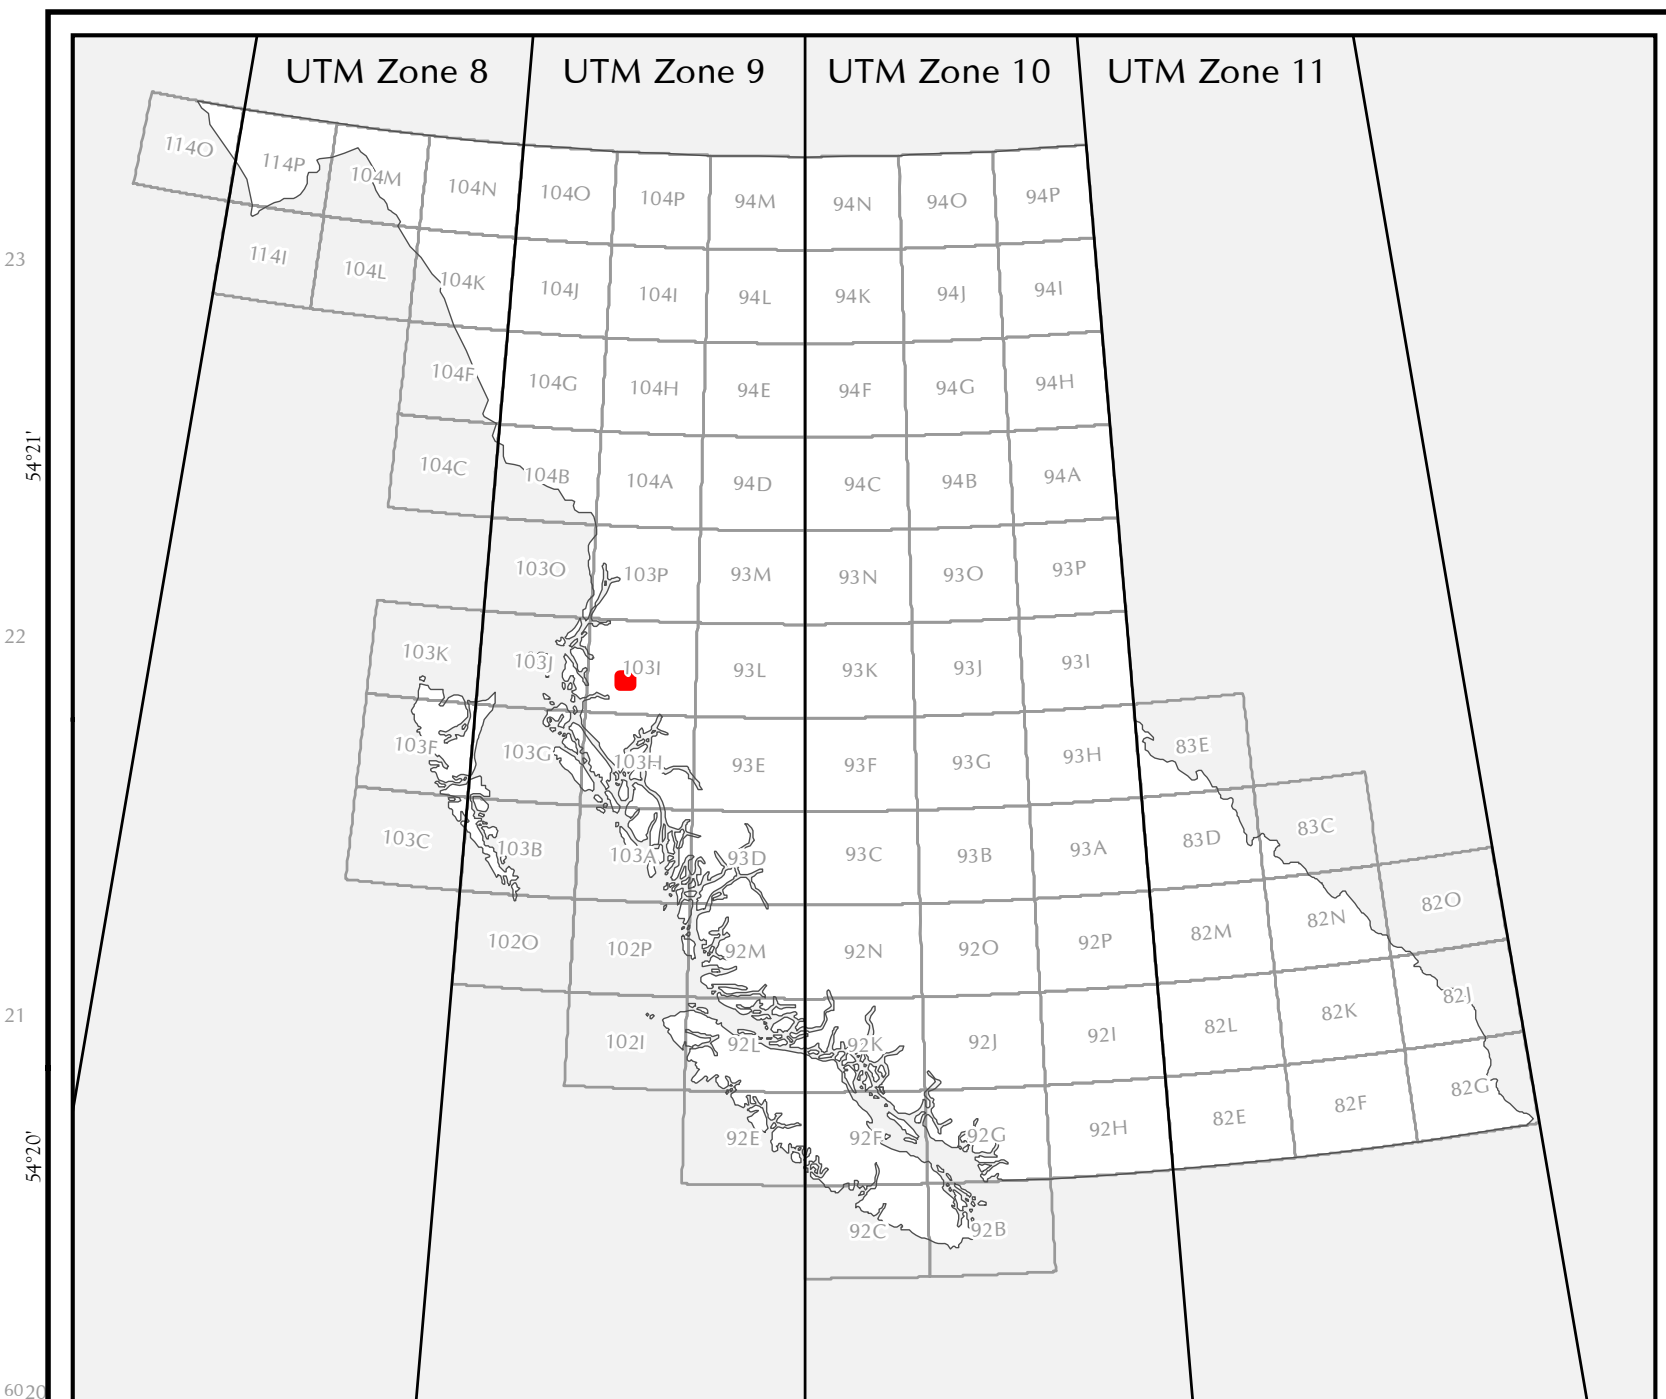 UTM Zone 8 UTM Zone 9 UTM Zone 10 UTM Zone 11
114O 114P 104M 104N 104O 104P 94M 94N 94O 94P
23
114I 104L 104K 104J 104I 94L 94K 94J 94I
104F 104G 104H 94E 94F 94G 94H
54°21'
104C 104B 104A 94D 94C 94B 94A
103O 103P 93M 93N 93O 93P
22
103K 103J 103I 93L 93K 93J 93I
103F 103G 103H 93E 93F 93G 93H 83E
103C 103B 103A 93D 93C 93B 93A 83D 83C
102O 102P 92M 92N 92O 92P 82M 82N 82O
21
102I 92L 92K 92J 92I 82L 82K 82J
54°20'
92E 92F 92G 92H 82E 82F 82G
92C 92B
6020